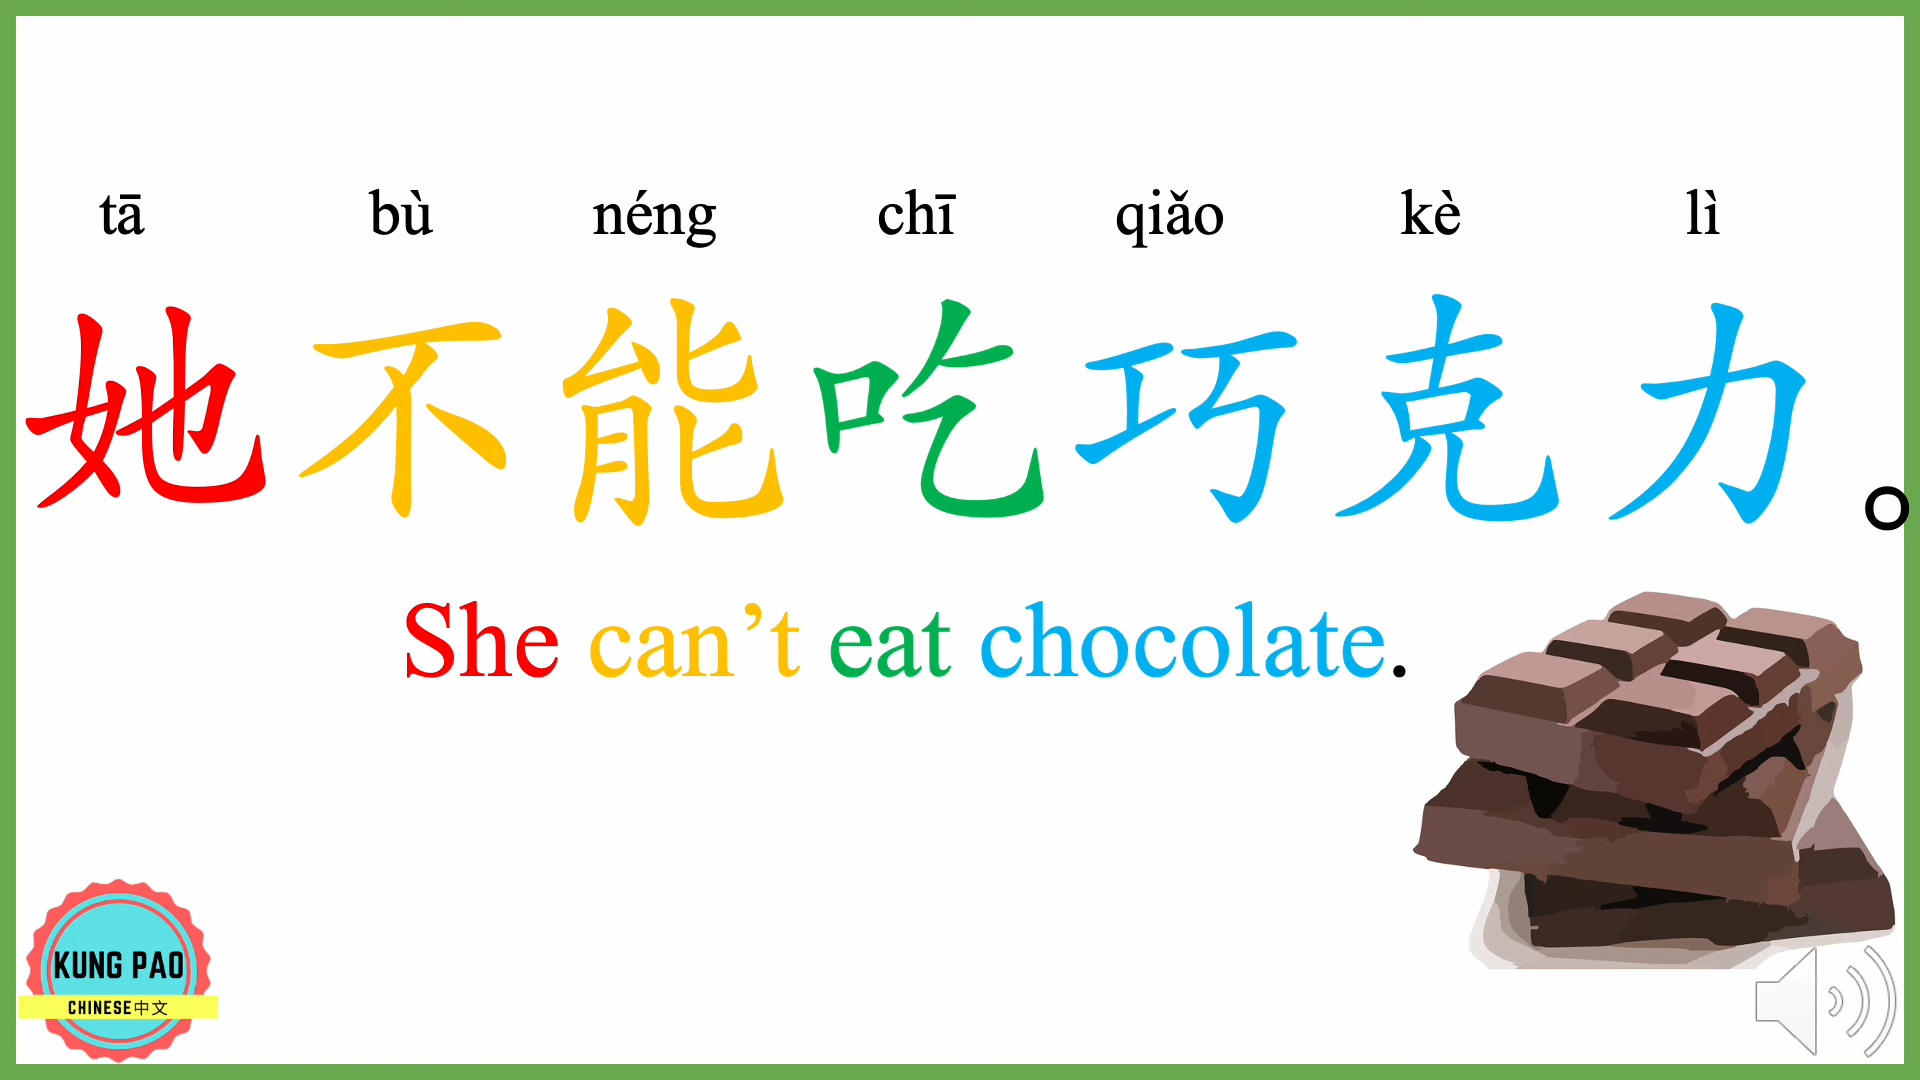 tā bù néng chī qiǎo kè lì
她不能吃巧克力。
She can’t eat chocolate.
KUNG PAO
CHINESE中文